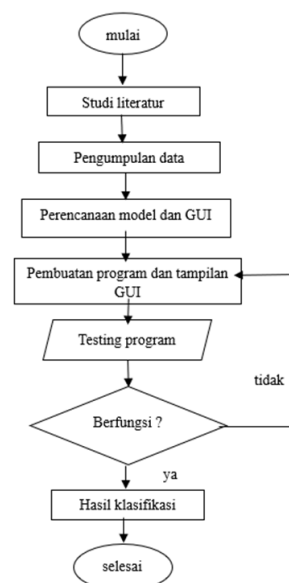 mulai
Studi literatur
Pengumpulan data
Perencanaan model dan GUI
Pembuatan program dan tampilan
GUI
Testing program
tidak
Berfungsi ?
ya
Hasil klasifikasi
selesai